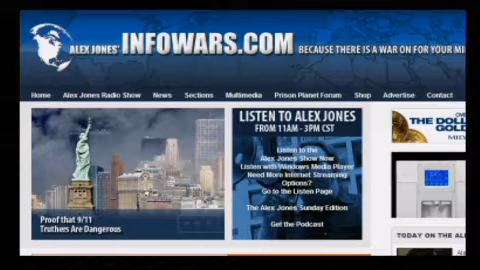 ALEX JONES' INFOWARS.COM BECAUSE THERE IS A WAR ON FOR YOUR MI
Home Alex Jones Radio Show News Sections Multimedia Prison Planet Forum Shop Advertise Contact
Proof that 9/11
Truthers Are Dangerous
LISTEN TO ALEX JONES
FROM 11AM - 3PM CST
Listen to the
Alex Jones Show Now
Listen with Windows Media Player
Need More Internet Streaming
Options?
Go to the Listen Page
The Alex Jones Sunday Edition
Get the Podcast
THE DOLL
GOLD
TODAY ON THE AL